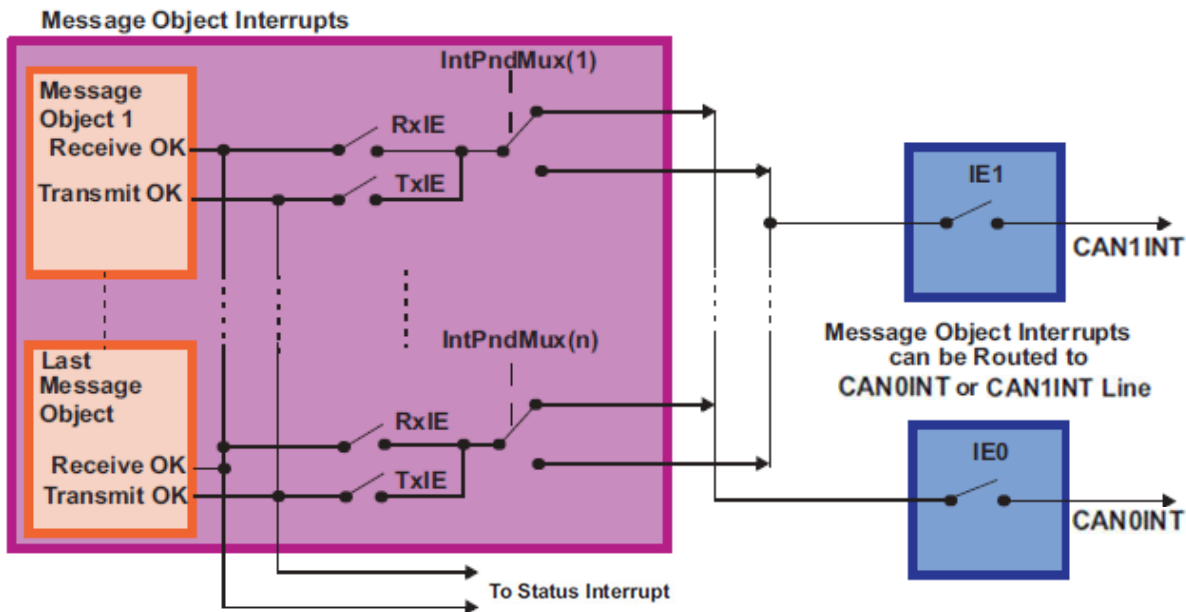 Message Object Interrupts
IntPndMux(1)
Message
Object 1
Receive OK
RxIE
Transmit OK
TxIE
IE1
CAN1INT
Message Object Interrupts
can be Routed to
CAN0INT or CAN1INT Line
IntPndMux(n)
Last
Message
Object
RxIE
Receive OK
TxIE
Transmit OK
IE0
CAN0INT
To Status Interrupt